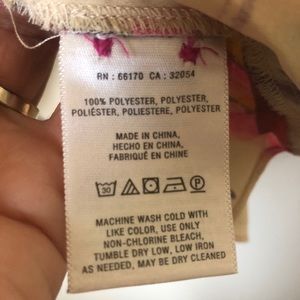 RN : 66170 CA : 32054
100% POLYESTER, POLYESTER,
POLIÉSTER, POLIESTERE, POLYESTER
MADE IN CHINA,
HECHO EN CHINA,
FABRIQUÉ EN CHINE
30 P
MACHINE WASH COLD WITH
LIKE COLOR, USE ONLY
NON-CHLORINE BLEACH,
TUMBLE DRY LOW, LOW IRON
AS NEEDED, MAY DRY CLEAN.